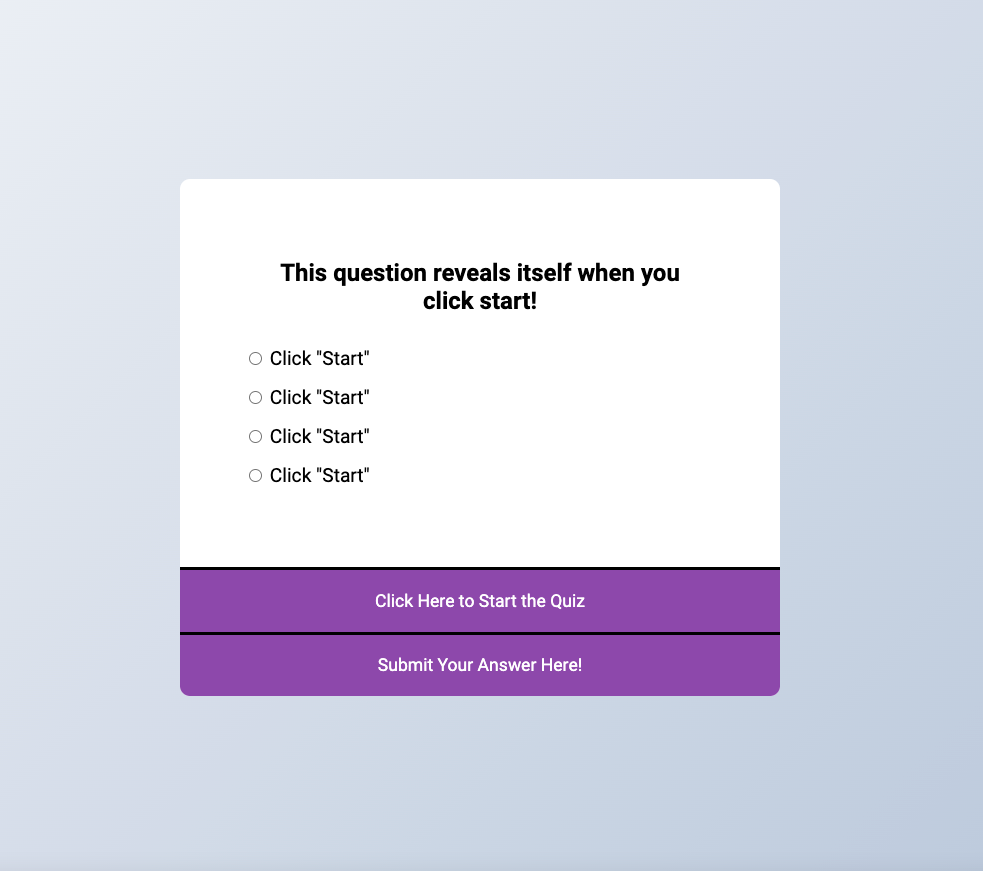 This question reveals itself when you
click start!
Click "Start"
Click "Start"
Click "Start"
Click "Start"
Click Here to Start the Quiz
Submit Your Answer Here!